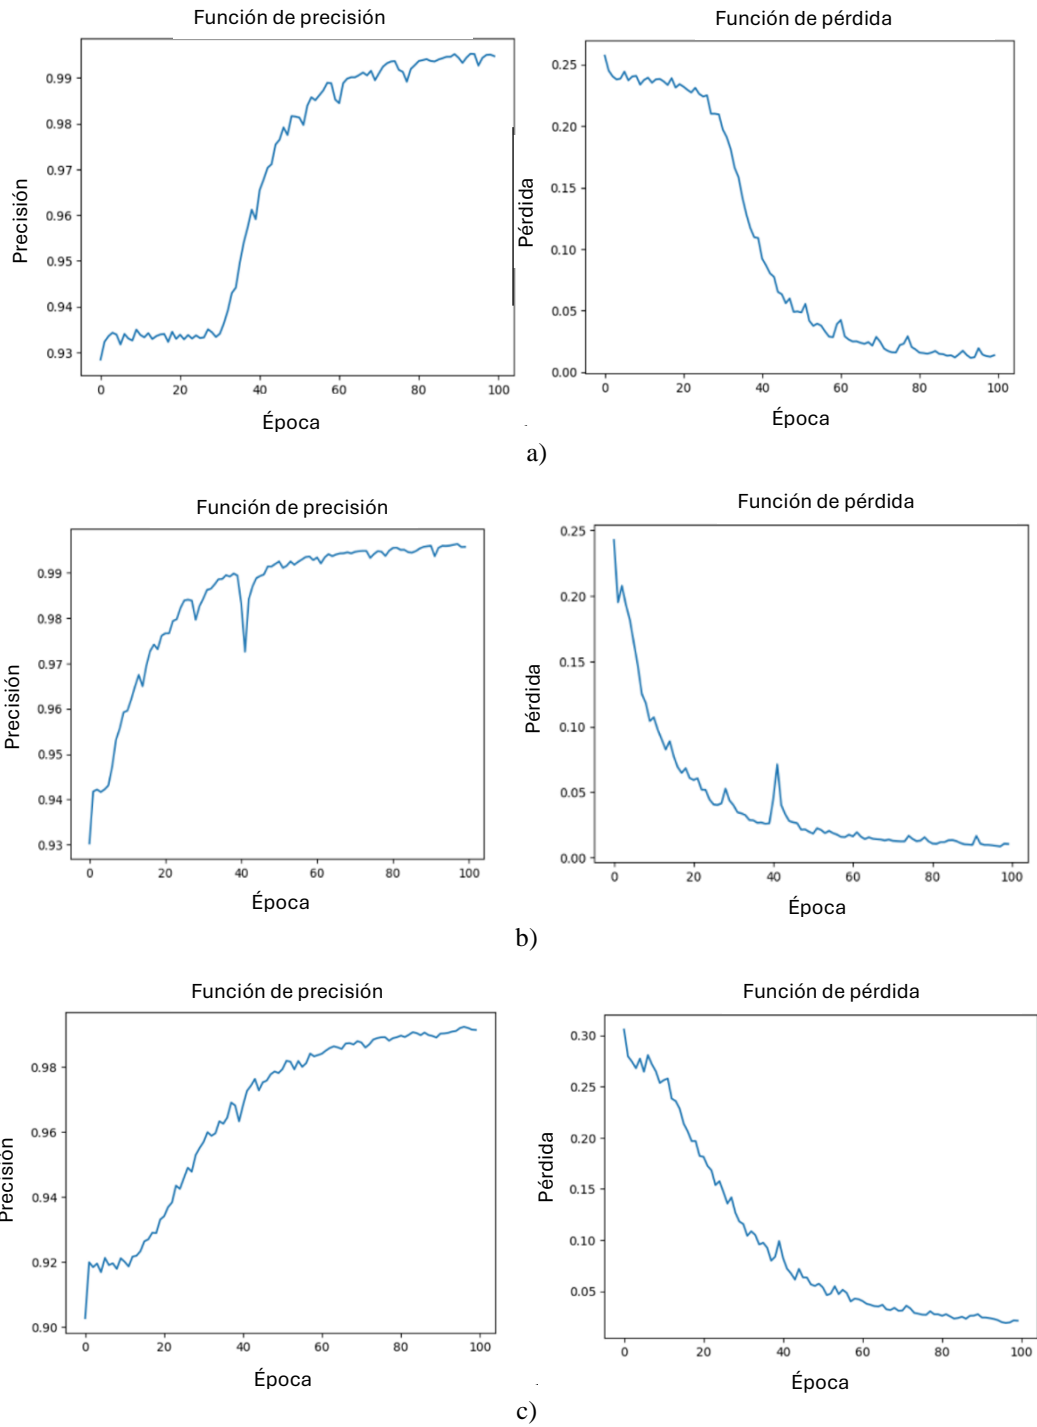 Función de precisión
Precisión
0.99
0.98
0.97
0.96
0.95
0.94
0.93
0 20 40 60 80 100
Época
Función de pérdida
Pérdida
0.25
0.20
0.15
0.10
0.05
0.00
0 20 40 60 80 100
Época
a)
Función de precisión
Precisión
0.99
0.98
0.97
0.96
0.95
0.94
0.93
0 20 40 60 80 100
Época
Función de pérdida
Pérdida
0.25
0.20
0.15
0.10
0.05
0.00
0 20 40 60 80 100
Época
b)
Función de precisión
Precisión
0.98
0.96
0.94
0.92
0.90
0 20 40 60 80 100
Época
Función de pérdida
Pérdida
0.30
0.25
0.20
0.15
0.10
0.05
0 20 40 60 80 100
Época
c)